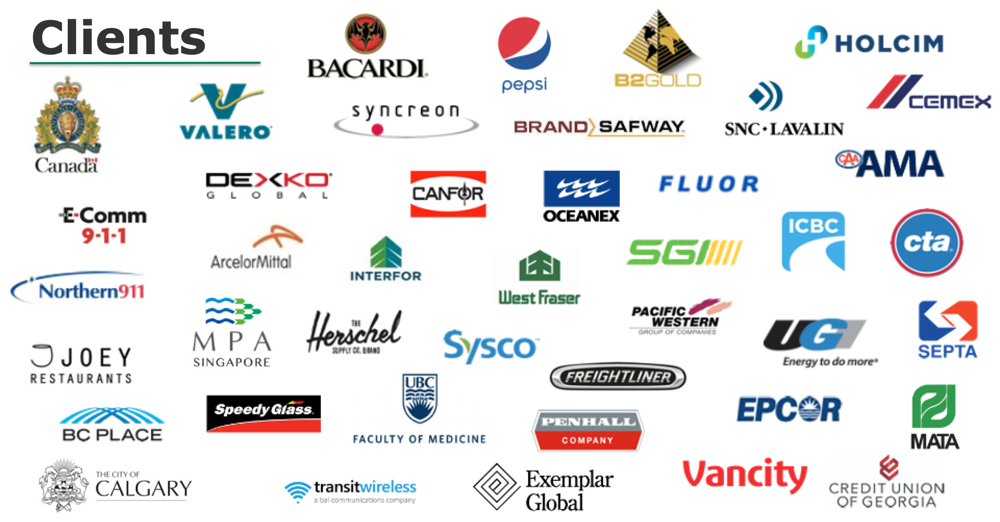 Clients
BACARDI®
pepsi
B2GOLD
HOLCIM
Canada
VALERO®
syncreon
BRAND SAFWAY
SNC•LAVALIN
CEMEX
DEXKO®
GLOBAL
CANFOR
OCEANEX
FLUOR
CAA AMA
E-Comm
9-1-1
ArcelorMittal
INTERFOR
West Fraser
SGI
ICBC
cta
Northern911
MPA
SINGAPORE
THE
Herschel
SUPPLY CO. BRAND
Sysco™
PACIFIC
WESTERN
GROUP OF COMPANIES
UGI
Energy to do more®
SEPTA
JOEY
RESTAURANTS
Speedy Glass®
UBC
FACULTY OF MEDICINE
FREIGHTLINER
PENHALL
COMPANY
EPCOR
MATA
BC PLACE
THE CITY OF
CALGARY
transitwireless
a bai communications company
Exemplar
Global
Vancity
CREDIT UNION
OF GEORGIA